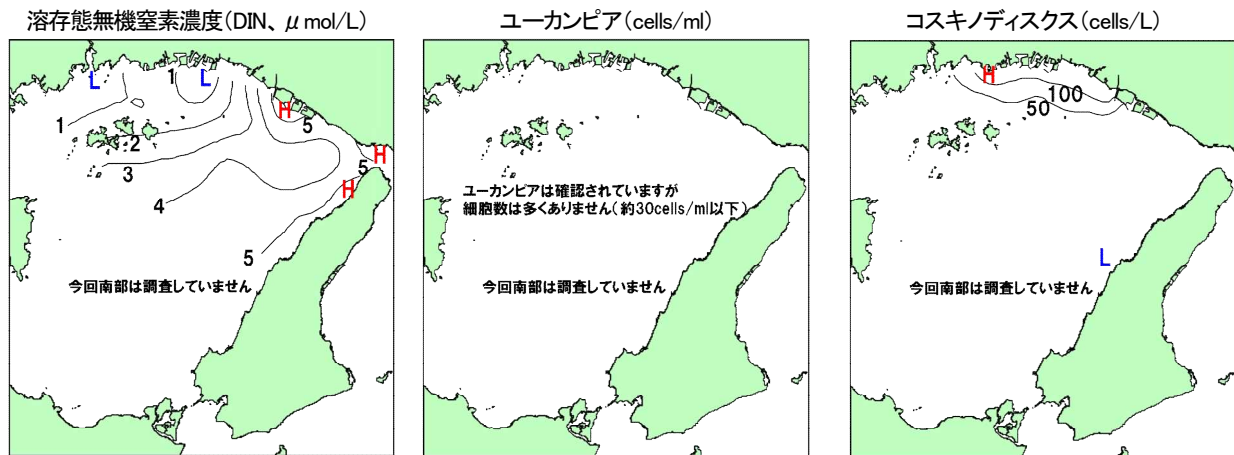 溶存態無機窒素濃度(DIN、μmol/L)
L
1
L
H
5
1
2
3
H
5
H
4
5
今回南部は調査していません
ユーカンピア(cells/ml)
ユーカンピアは確認されていますが
細胞数は多くありません(約30cells/ml以下)
今回南部は調査していません
コスキノディスクス(cells/L)
H
100
50
L
今回南部は調査していません